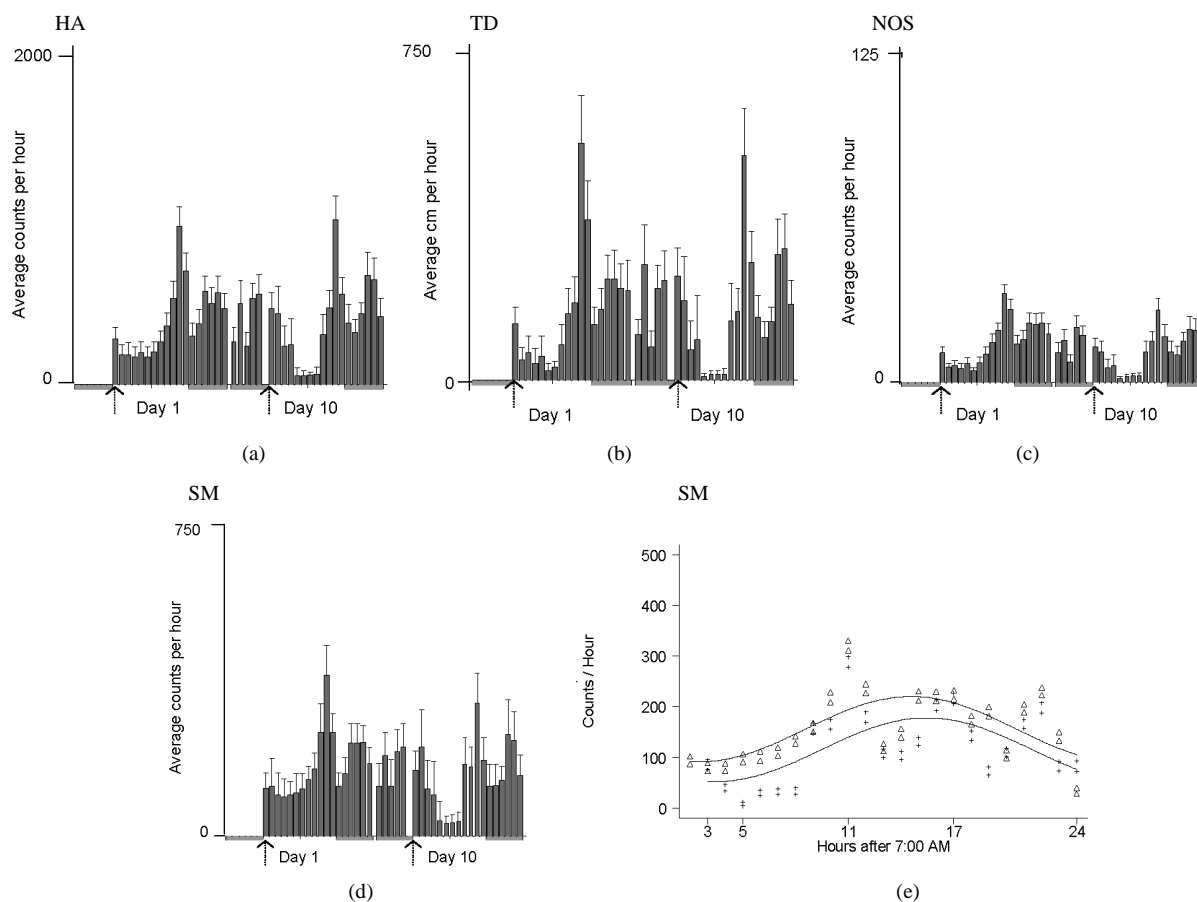 HA
2000
Average counts per hour
0
Day 1
Day 10
(a)
TD
750
Average cm per hour
0
Day 1
Day 10
(b)
NOS
125
Average counts per hour
0
Day 1
Day 10
(c)
SM
750
Average counts per hour
0
Day 1
Day 10
(d)
SM
500
400
300
200
100
0
Counts / Hour
3 5 11 17 24
Hours after 7:00 AM
(e)